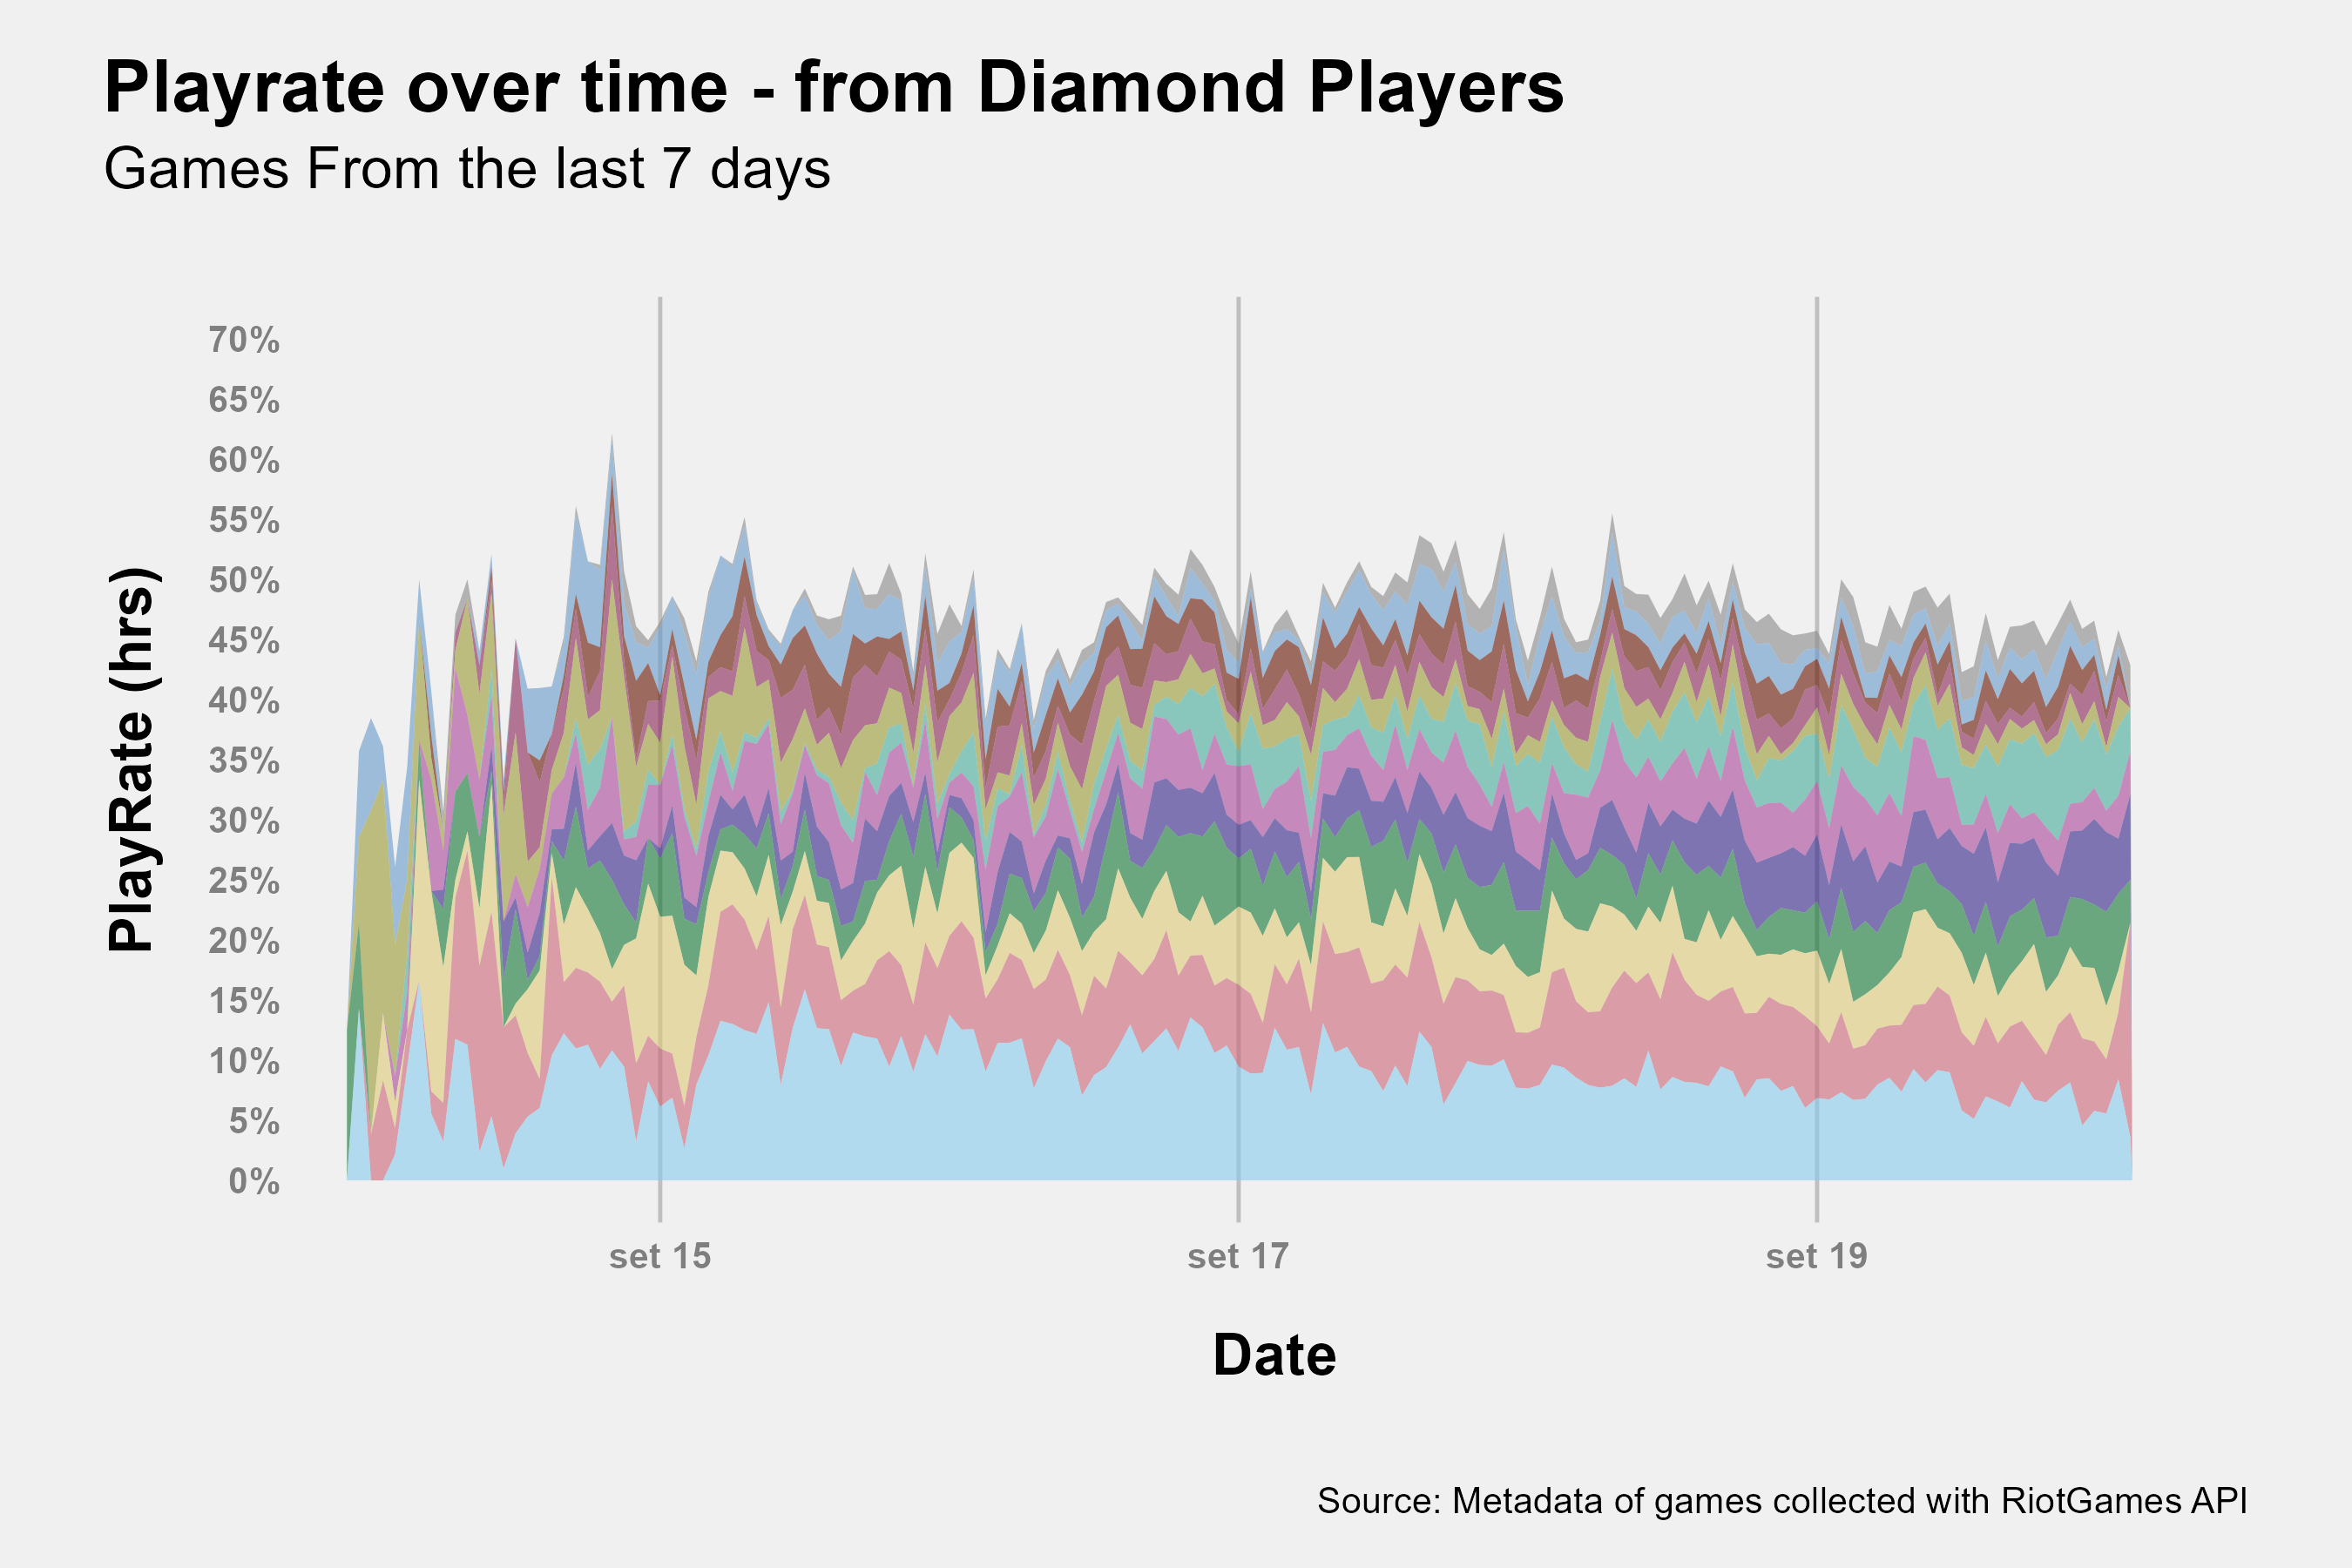 Playrate over time - from Diamond Players
Games From the last 7 days
PlayRate (hrs)
70%
65%
60%
55%
50%
45%
40%
35%
30%
25%
20%
15%
10%
5%
0%
set 15
set 17
set 19
Date
Source: Metadata of games collected with RiotGames API